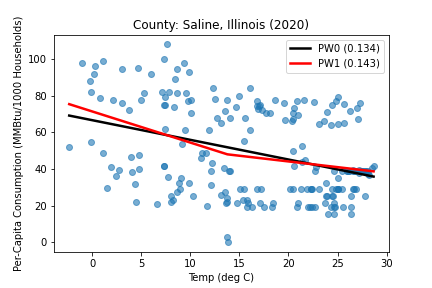 County: Saline, Illinois (2020)
Per-Capita Consumption (MMBtu/1000 Households)
100
80
60
40
20
0
PW0 (0.134)
PW1 (0.143)
0 5 10 15 20 25 30
Temp (deg C)